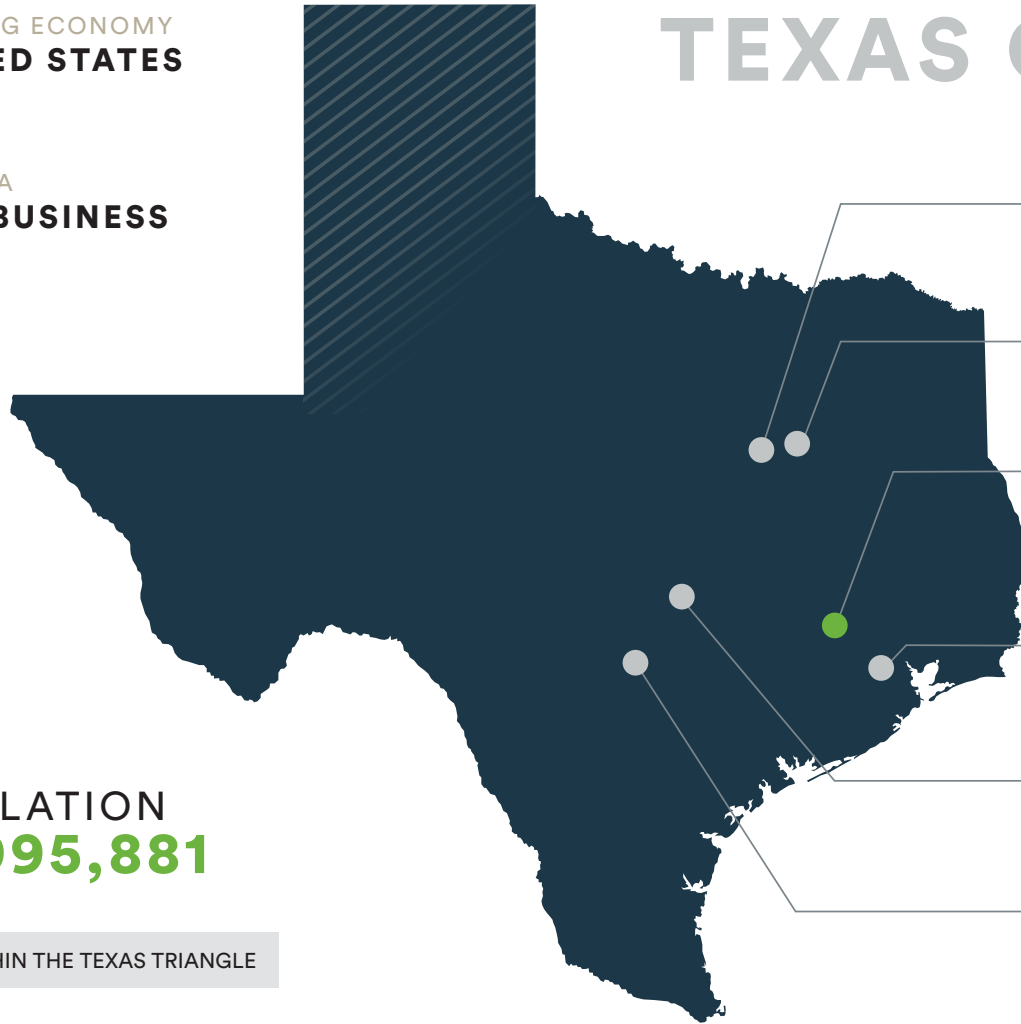 G ECONOMY
ED STATES
TEXAS
A
BUSINESS
LATION
95,881
HIN THE TEXAS TRIANGLE